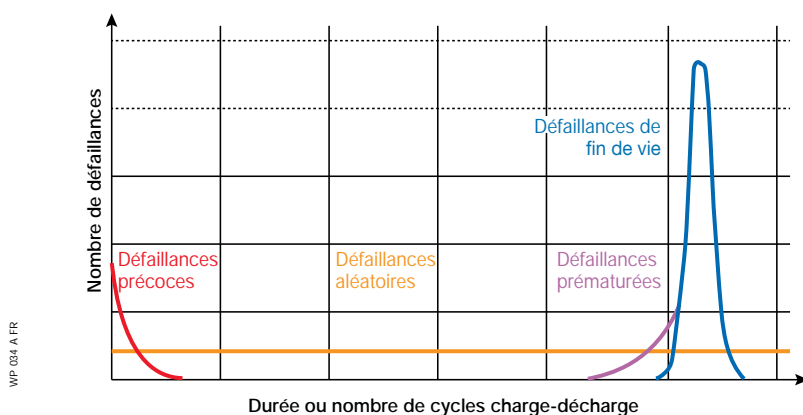 Nombre de défaillances
Défaillances de
fin de vie
Défaillances
précoces
Défaillances
aléatoires
Défaillances
prématurées
WP 034 A FR
Durée ou nombre de cycles charge-décharge